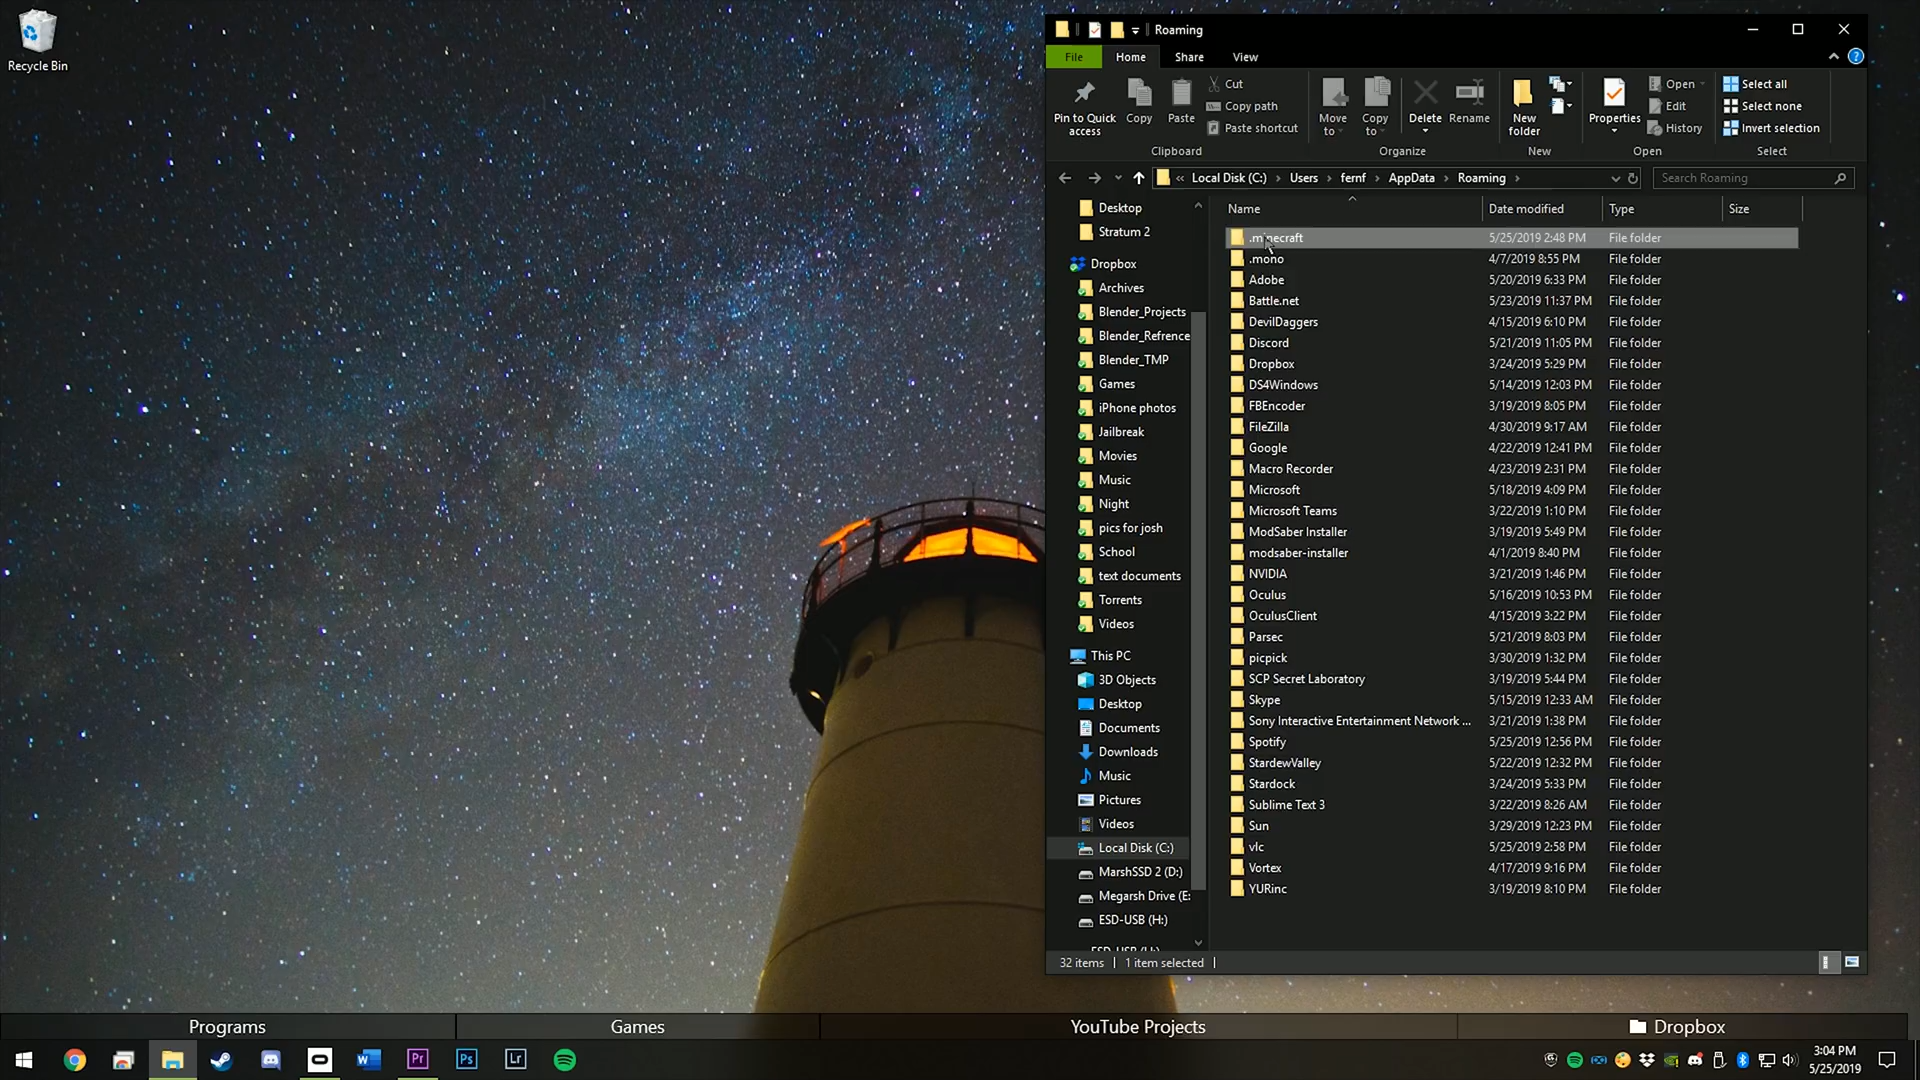 Recycle Bin
Roaming
File Home Share View
Pin to Quick access
Copy
Paste
Cut
Copy path
Paste shortcut
Clipboard
Move to
Copy to
Delete
Rename
Organize
New folder
New
Properties
Open
Edit
History
Open
Select all
Select none
Invert selection
Select
« Local Disk (C:) › Users › fernf › AppData › Roaming ›
Search Roaming
Desktop
Stratum 2
Dropbox
Archives
Blender_Projects
Blender_Refrence
Blender_TMP
Games
iPhone photos
Jailbreak
Movies
Music
Night
pics for josh
School
text documents
Torrents
Videos
This PC
3D Objects
Desktop
Documents
Downloads
Music
Pictures
Videos
Local Disk (C:)
MarshSSD 2 (D:)
Megarsh Drive (E:
ESD-USB (H:)
Name Date modified Type Size
.minecraft 5/25/2019 2:48 PM File folder
.mono 4/7/2019 8:55 PM File folder
Adobe 5/20/2019 6:33 PM File folder
Battle.net 5/23/2019 11:37 PM File folder
DevilDaggers 4/15/2019 6:10 PM File folder
Discord 5/21/2019 11:05 PM File folder
Dropbox 3/24/2019 5:29 PM File folder
DS4Windows 5/14/2019 12:03 PM File folder
FBEncoder 3/19/2019 8:05 PM File folder
FileZilla 4/30/2019 9:17 AM File folder
Google 4/22/2019 12:41 PM File folder
Macro Recorder 4/23/2019 2:31 PM File folder
Microsoft 5/18/2019 4:09 PM File folder
Microsoft Teams 3/22/2019 1:10 PM File folder
ModSaber Installer 3/19/2019 5:49 PM File folder
modsaber-installer 4/1/2019 8:40 PM File folder
NVIDIA 3/21/2019 1:46 PM File folder
Oculus 5/16/2019 10:53 PM File folder
OculusClient 4/15/2019 3:22 PM File folder
Parsec 5/21/2019 8:03 PM File folder
picpick 3/30/2019 1:32 PM File folder
SCP Secret Laboratory 3/19/2019 5:44 PM File folder
Skype 5/15/2019 12:33 AM File folder
Sony Interactive Entertainment Network ... 3/21/2019 1:38 PM File folder
Spotify 5/25/2019 12:56 PM File folder
StardewValley 5/22/2019 12:32 PM File folder
Stardock 3/24/2019 5:33 PM File folder
Sublime Text 3 3/22/2019 8:26 AM File folder
Sun 3/29/2019 12:23 PM File folder
vlc 5/25/2019 2:58 PM File folder
Vortex 4/17/2019 9:16 PM File folder
YURinc 3/19/2019 8:10 PM File folder
32 items 1 item selected
Programs Games YouTube Projects Dropbox
Pr Ps Lr
3:04 PM
5/25/2019